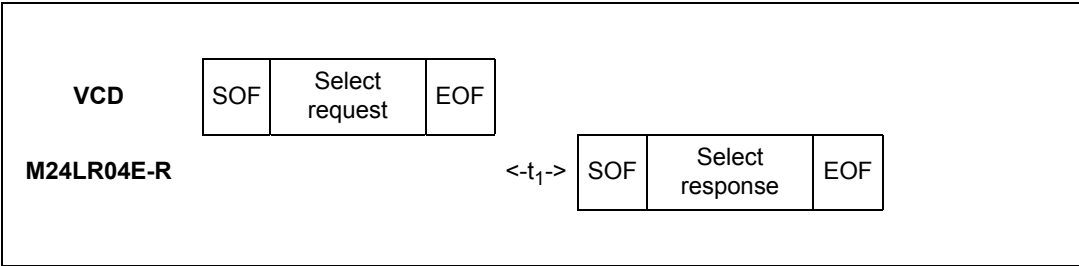 VCD SOF Select request EOF
M24LR04E-R <-t1-> SOF Select response EOF